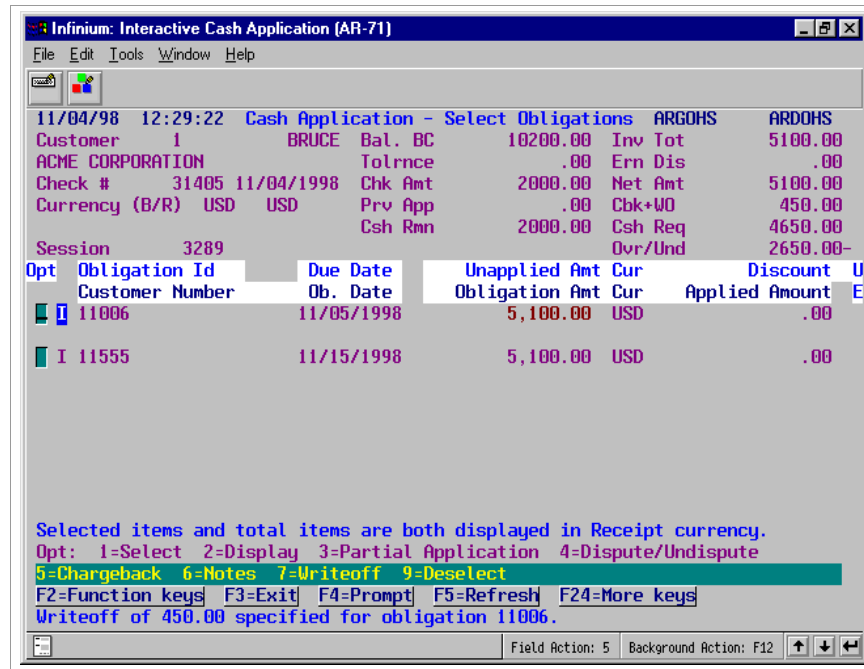 Infinium: Interactive Cash Application (AR-71)
File Edit Tools Window Help
11/04/98 12:29:22 Cash Application - Select Obligations ARGOHS ARDOHS
Customer 1 BRUCE Bal. BC 10200.00 Inv Tot 5100.00
ACME CORPORATION Tolrnce .00 Ern Dis .00
Check # 31405 11/04/1998 Chk Amt 2000.00 Net Amt 5100.00
Currency (B/R) USD USD Prv App .00 Cbk+WO 450.00
Csh Rmn 2000.00 Csh Req 4650.00
Session 3289 Ovr/Und 2650.00-
Opt Obligation Id Due Date Unapplied Amt Cur Discount U
Customer Number Ob. Date Obligation Amt Cur Applied Amount E
I 11006 11/05/1998 5,100.00 USD .00
I 11555 11/15/1998 5,100.00 USD .00
Selected items and total items are both displayed in Receipt currency.
Opt: 1=Select 2=Display 3=Partial Application 4=Dispute/Undispute
5=Chargeback 6=Notes 7=Writeoff 9=Deselect
F2=Function keys F3=Exit F4=Prompt F5=Refresh F24=More keys
Writeoff of 450.00 specified for obligation 11006.
Field Action: 5 Background Action: F12